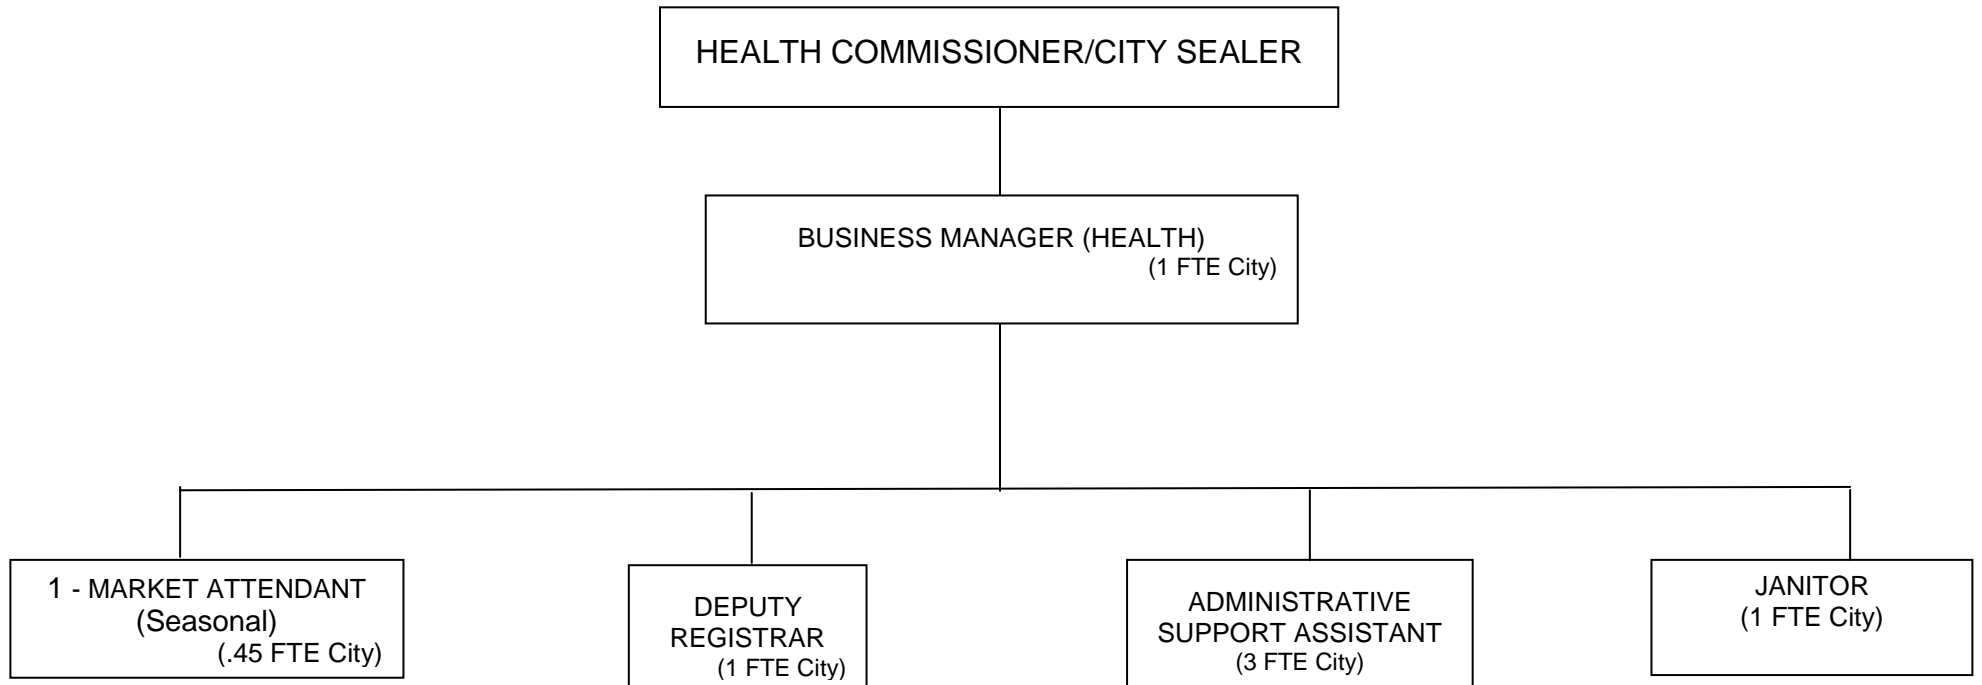 HEALTH COMMISSIONER/CITY SEALER
BUSINESS MANAGER (HEALTH)
(1 FTE City)
1 - MARKET ATTENDANT
(Seasonal)
(.45 FTE City)
DEPUTY
REGISTRAR
(1 FTE City)
ADMINISTRATIVE
SUPPORT ASSISTANT
(3 FTE City)
JANITOR
(1 FTE City)